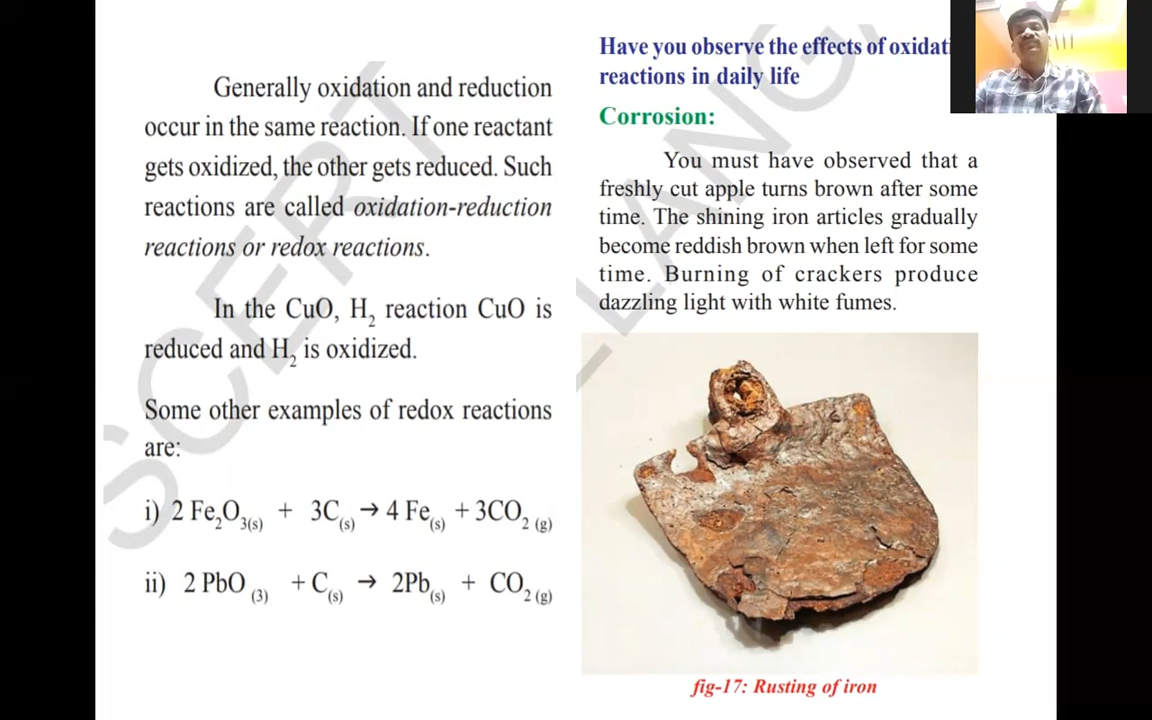 Generally oxidation and reduction
occur in the same reaction. If one reactant
gets oxidized, the other gets reduced. Such
reactions are called oxidation-reduction
reactions or redox reactions.
In the CuO, H₂ reaction CuO is
reduced and H₂ is oxidized.
Some other examples of redox reactions
are:
i) 2 Fe₂O₃(s) + 3C(s) → 4 Fe(s) + 3CO₂ (g)
ii) 2 PbO (3) + C(s) → 2Pb(s) + CO₂ (g)
Have you observe the effects of oxidati
reactions in daily life
Corrosion:
You must have observed that a
freshly cut apple turns brown after some
time. The shining iron articles gradually
become reddish brown when left for some
time. Burning of crackers produce
dazzling light with white fumes.
fig-17: Rusting of iron
SCERT
ELANG